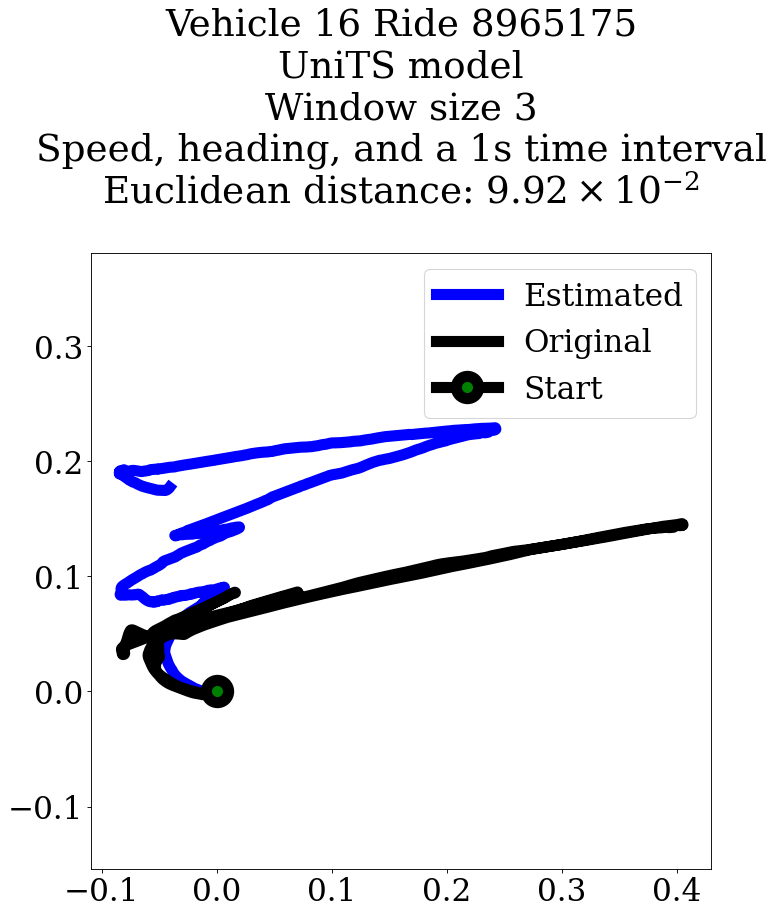 Vehicle 16 Ride 8965175
UniTS model
Window size 3
Speed, heading, and a 1s time interval
Euclidean distance: 9.92 × 10⁻²
Estimated
Original
Start
0.3
0.2
0.1
0.0
−0.1
−0.1 0.0 0.1 0.2 0.3 0.4